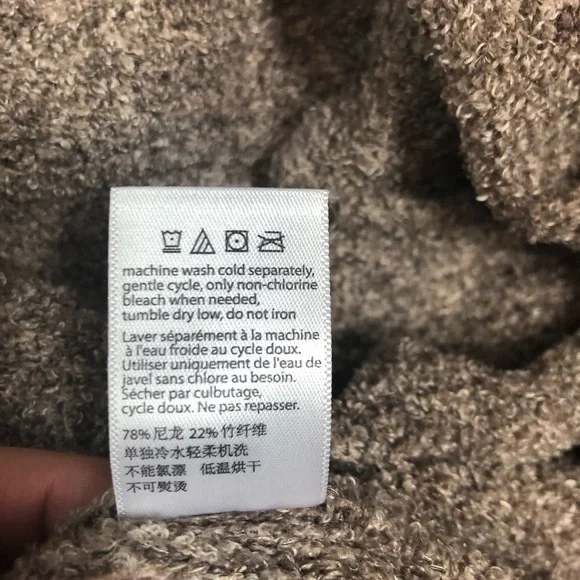 machine wash cold separately,
gentle cycle, only non-chlorine
bleach when needed,
tumble dry low, do not iron
Laver séparément à la machine
à l'eau froide au cycle doux.
Utiliser uniquement de l'eau de
javel sans chlore au besoin.
Sécher par culbutage,
cycle doux. Ne pas repasser.
78%尼龙 22%竹纤维
单独冷水轻柔机洗
不能氯漂 低温烘干
不可熨烫